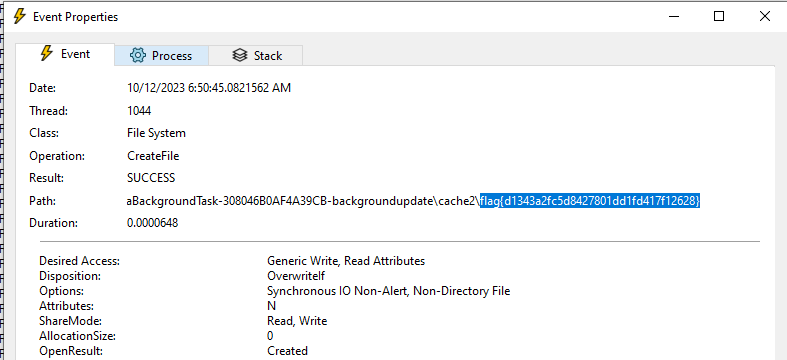 Event Properties
Event Process Stack
Date: 10/12/2023 6:50:45.0821562 AM
Thread: 1044
Class: File System
Operation: CreateFile
Result: SUCCESS
Path: aBackgroundTask-308046B0AF4A39CB-backgroundupdate\cache2\flag{d1343a2fc5d8427801dd1fd417f12628}
Duration: 0.0000648
Desired Access: Generic Write, Read Attributes
Disposition: OverwriteIf
Options: Synchronous IO Non-Alert, Non-Directory File
Attributes: N
ShareMode: Read, Write
AllocationSize: 0
OpenResult: Created